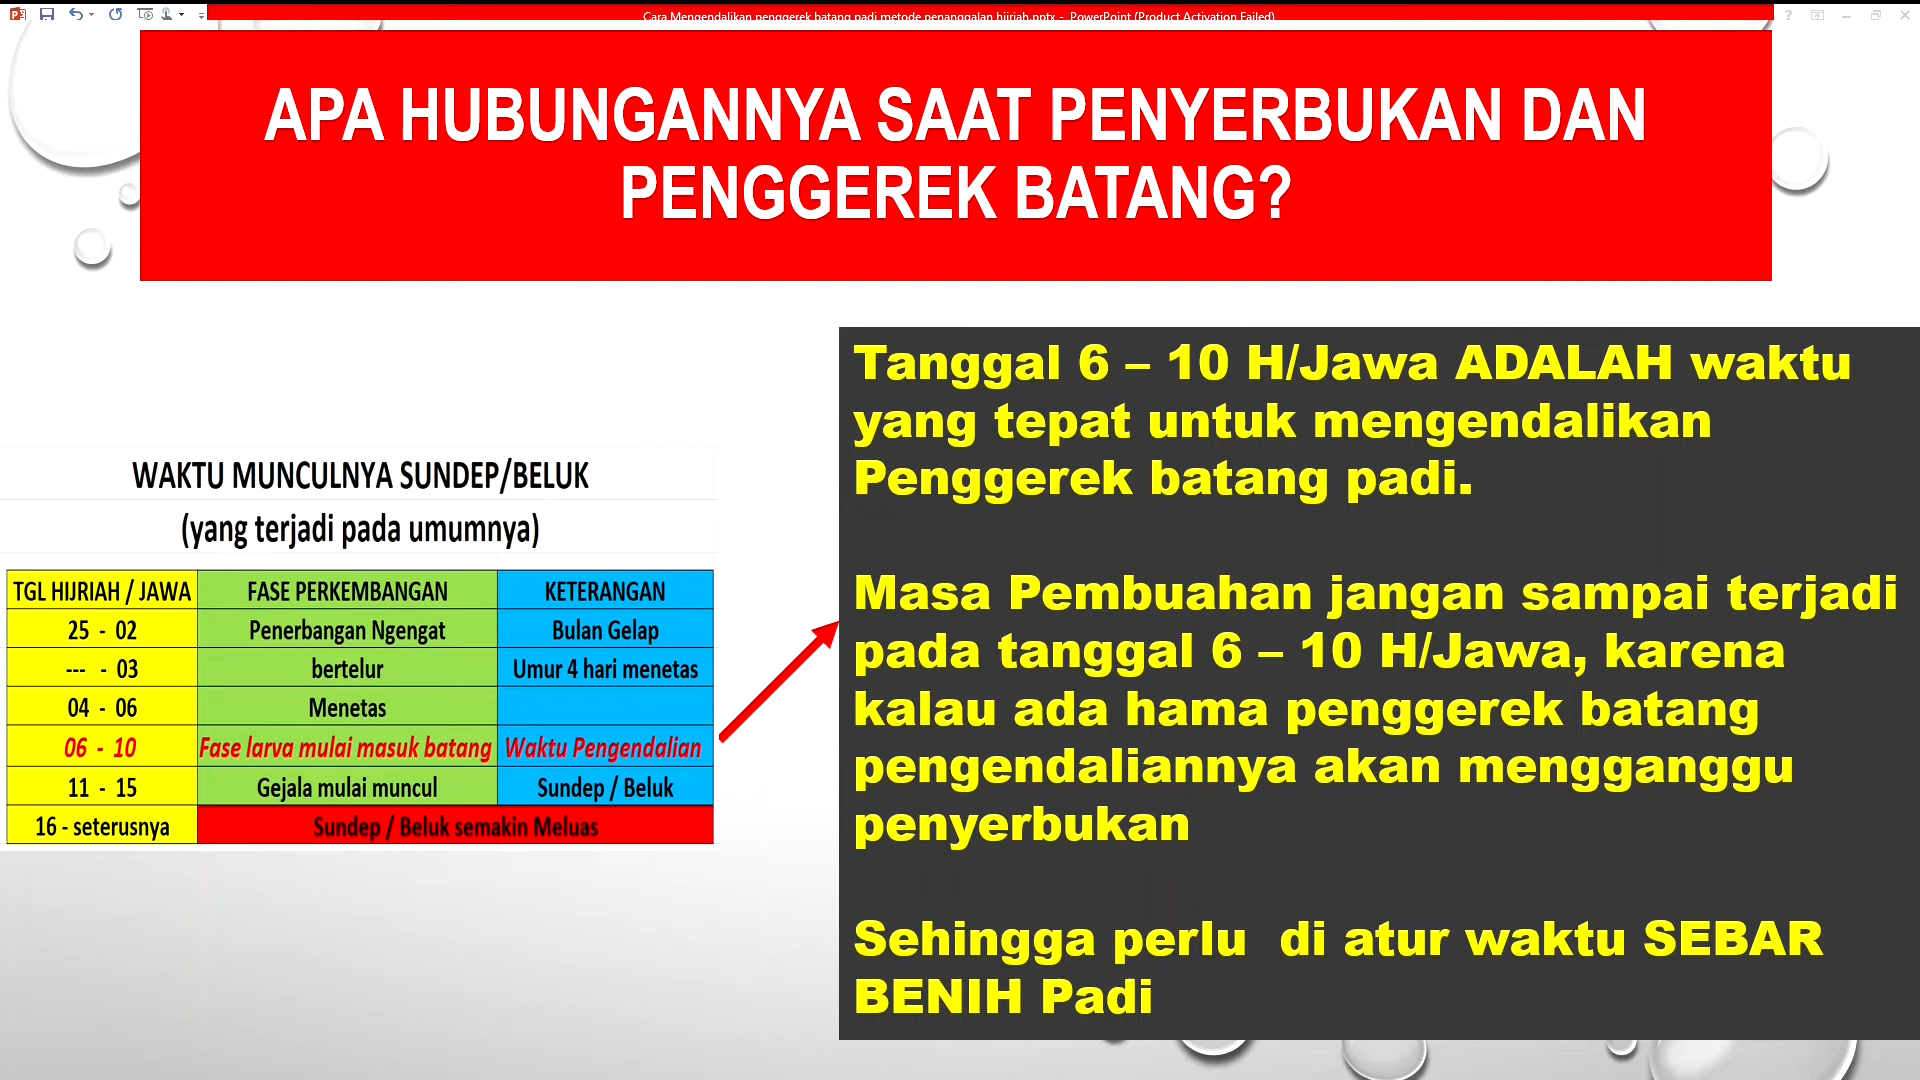 Cara Mengendalikan penggerek batang padi metode penanggalan hijriah.pptx - PowerPoint (Product Activation Failed)
APA HUBUNGANNYA SAAT PENYERBUKAN DAN
PENGGEREK BATANG?
WAKTU MUNCULNYA SUNDEP/BELUK
(yang terjadi pada umumnya)
TGL HIJRIAH / JAWA FASE PERKEMBANGAN KETERANGAN
25 - 02 Penerbangan Ngengat Bulan Gelap
--- - 03 bertelur Umur 4 hari menetas
04 - 06 Menetas
06 - 10 Fase larva mulai masuk batang Waktu Pengendalian
11 - 15 Gejala mulai muncul Sundep / Beluk
16 - seterusnya Sundep / Beluk semakin Meluas
Tanggal 6 – 10 H/Jawa ADALAH waktu
yang tepat untuk mengendalikan
Penggerek batang padi.
Masa Pembuahan jangan sampai terjadi
pada tanggal 6 – 10 H/Jawa, karena
kalau ada hama penggerek batang
pengendaliannya akan mengganggu
penyerbukan
Sehingga perlu di atur waktu SEBAR
BENIH Padi